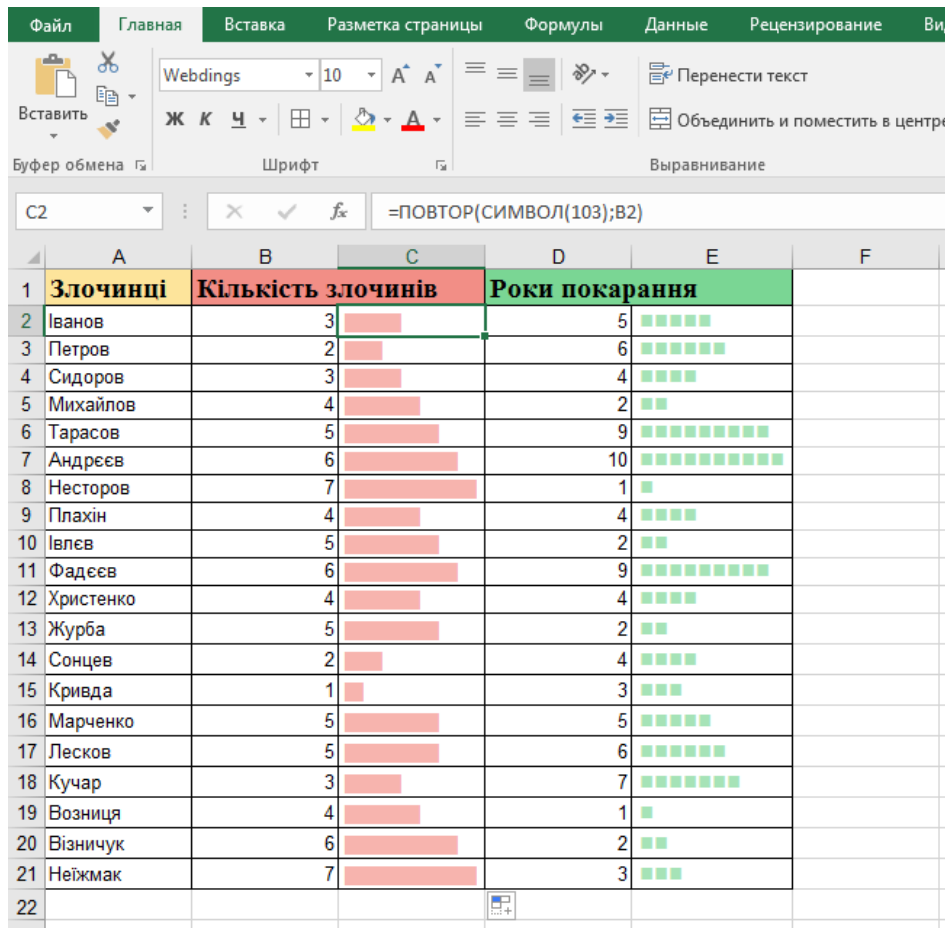 Файл Главная Вставка Разметка страницы Формулы Данные Рецензирование
Вставить
Webdings 10
Ж К Ч
Перенести текст
Объединить и поместить в центре
Буфер обмена Шрифт Выравнивание
C2 fx =ПОВТОР(СИМВОЛ(103);B2)
A B C D E F
1 Злочинці Кількість злочинів Роки покарання
2 Іванов 3 5
3 Петров 2 6
4 Сидоров 3 4
5 Михайлов 4 2
6 Тарасов 5 9
7 Андрєєв 6 10
8 Несторов 7 1
9 Плахін 4 4
10 Івлєв 5 2
11 Фадєєв 6 9
12 Христенко 4 4
13 Журба 5 2
14 Сонцев 2 4
15 Кривда 1 3
16 Марченко 5 5
17 Лєсков 5 6
18 Кучар 3 7
19 Возниця 4 1
20 Візничук 6 2
21 Неїжмак 7 3
22